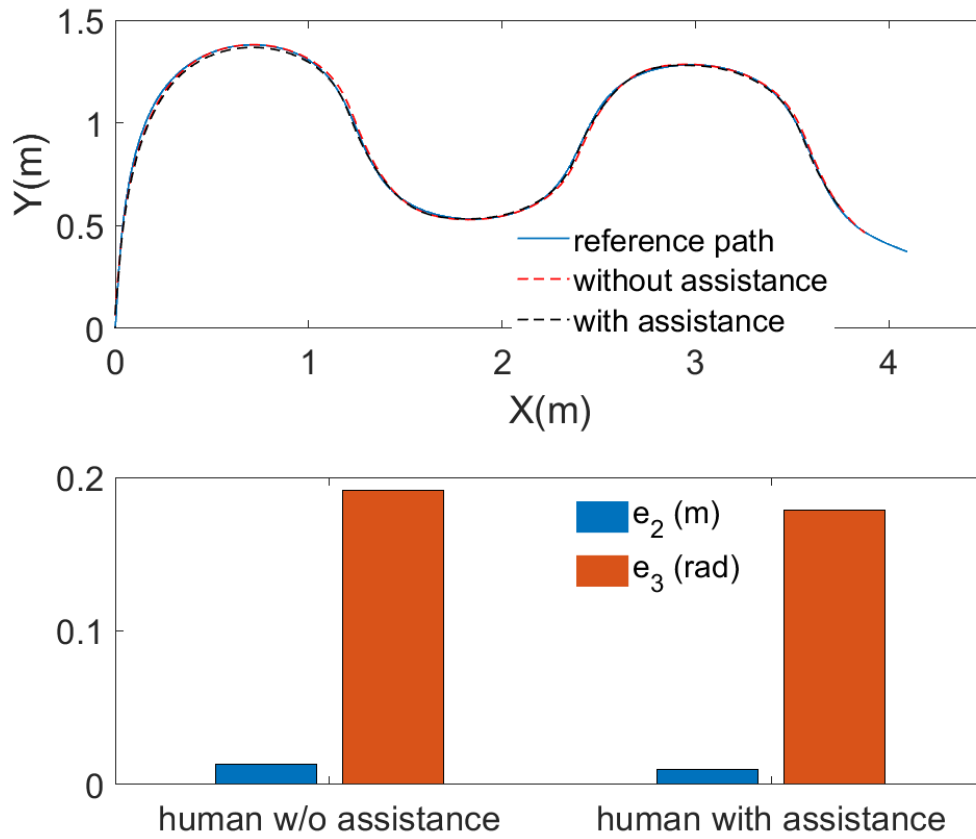 1.5
1
0.5
0
Y(m)
reference path
without assistance
with assistance
0 1 2 3 4
X(m)
0.2
0.1
0
e2 (m)
e3 (rad)
human w/o assistance human with assistance